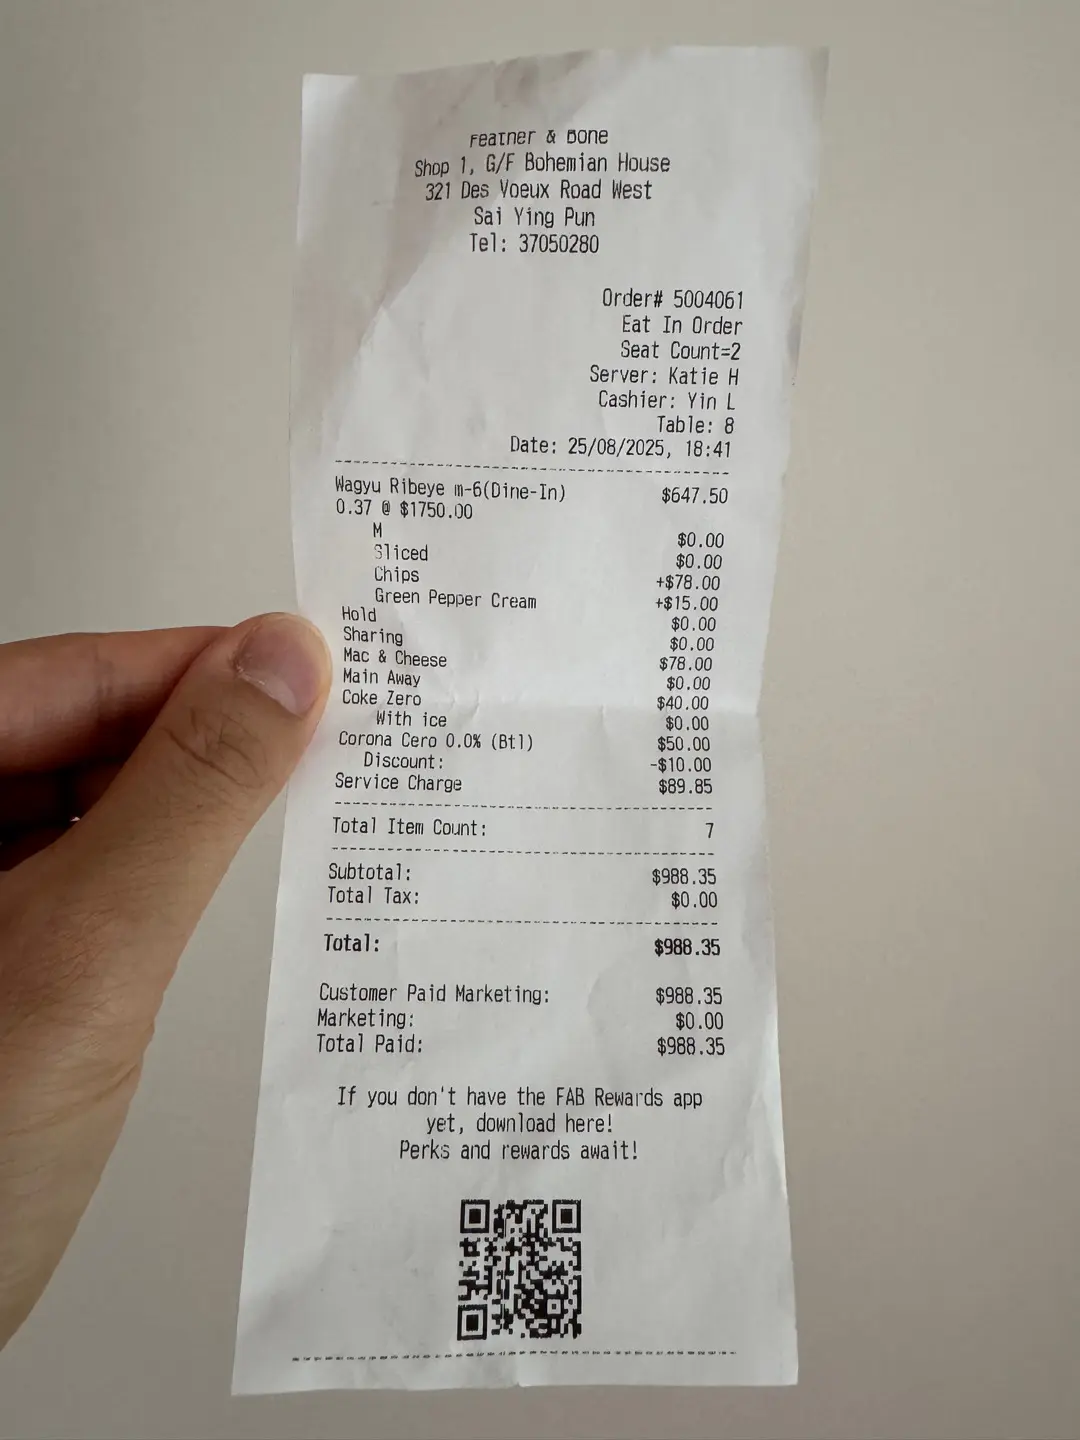 Feather & Bone
Shop 1, G/F Bohemian House
321 Des Voeux Road West
Sai Ying Pun
Tel: 37050280
Order# 5004061
Eat In Order
Seat Count=2
Server: Katie H
Cashier: Yin L
Table: 8
Date: 25/08/2025, 18:41
Wagyu Ribeye m-6(Dine-In) $647.50
0.37 @ $1750.00
M $0.00
Sliced $0.00
Chips +$78.00
Green Pepper Cream +$15.00
Hold $0.00
Sharing $0.00
Mac & Cheese $78.00
Main Away $0.00
Coke Zero $40.00
With ice $0.00
Corona Cero 0.0% (Btl) $50.00
Discount: -$10.00
Service Charge $89.85
Total Item Count: 7
Subtotal: $988.35
Total Tax: $0.00
Total: $988.35
Customer Paid Marketing: $988.35
Marketing: $0.00
Total Paid: $988.35
If you don't have the FAB Rewards app
yet, download here!
Perks and rewards await!